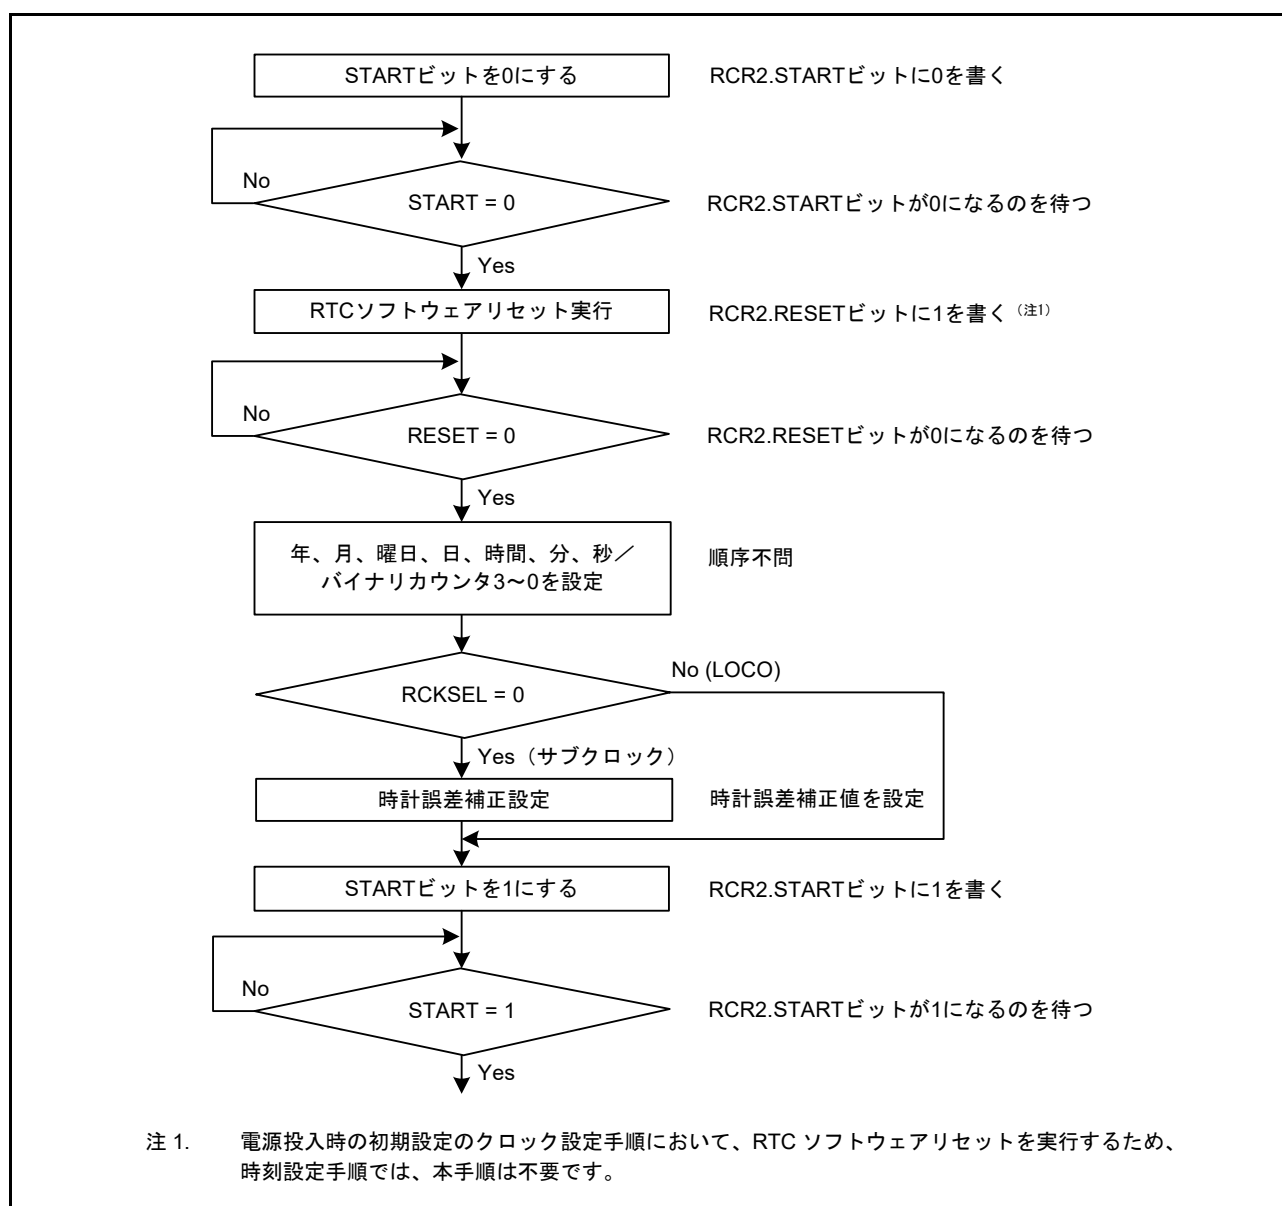 STARTビットを0にする
RCR2.STARTビットに0を書く
No
START = 0
RCR2.STARTビットが0になるのを待つ
Yes
RTCソフトウェアリセット実行
RCR2.RESETビットに1を書く（注1）
No
RESET = 0
RCR2.RESETビットが0になるのを待つ
Yes
年、月、曜日、日、時間、分、秒／
バイナリカウンタ3～0を設定
順序不問
No (LOCO)
RCKSEL = 0
Yes（サブクロック）
時計誤差補正設定
時計誤差補正値を設定
STARTビットを1にする
RCR2.STARTビットに1を書く
No
START = 1
RCR2.STARTビットが1になるのを待つ
Yes
注 1. 電源投入時の初期設定のクロック設定手順において、RTC ソフトウェアリセットを実行するため、
時刻設定手順では、本手順は不要です。